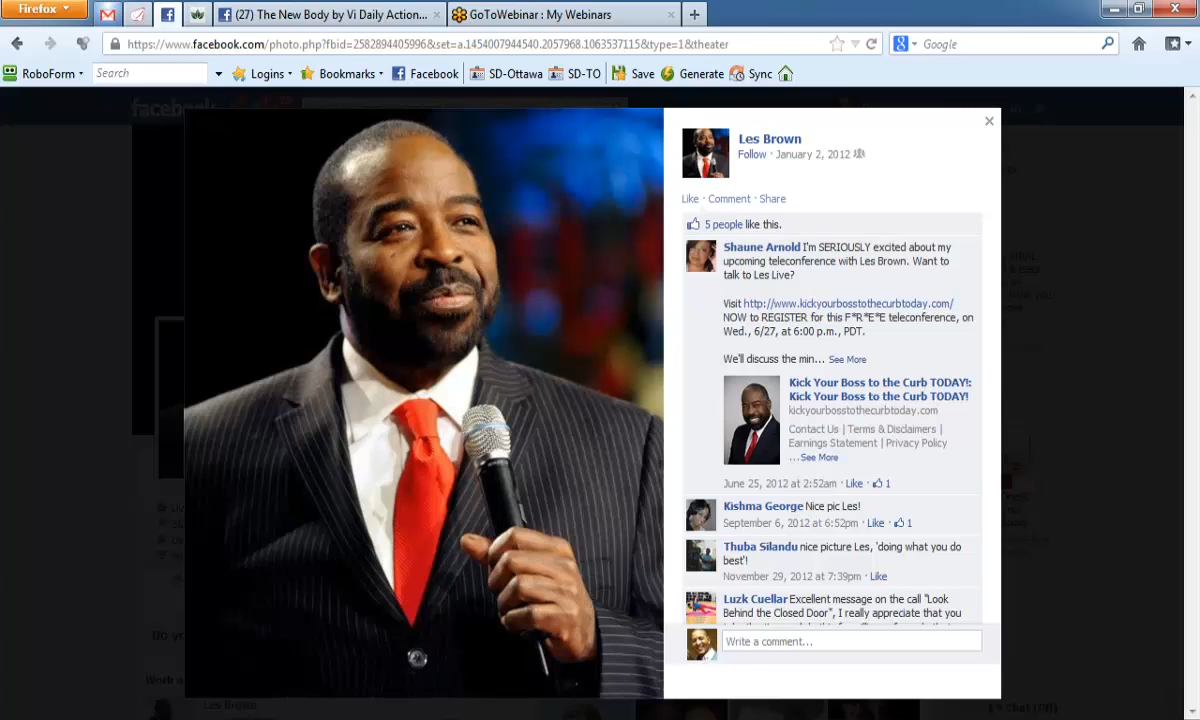 Firefox
(27) The New Body by Vi Daily Action...
GoToWebinar : My Webinars
https://www.facebook.com/photo.php?fbid=2582894405996&set=a.1454007944540.2057968.1063537115&type=1&theater
Google
RoboForm
Search
Logins
Bookmarks
Facebook
SD-Ottawa
SD-TO
Save
Generate
Sync
Les Brown
Follow · January 2, 2012
Like · Comment · Share
5 people like this.
Shaune Arnold I'm SERIOUSLY excited about my
upcoming teleconference with Les Brown. Want to
talk to Les Live?
Visit http://www.kickyourbosstothecurbtoday.com/
NOW to REGISTER for this F*R*E*E teleconference, on
Wed., 6/27, at 6:00 p.m., PDT.
We'll discuss the min... See More
Kick Your Boss to the Curb TODAY!:
Kick Your Boss to the Curb TODAY!
kickyourbosstothecurbtoday.com
Contact Us | Terms & Disclaimers |
Earnings Statement | Privacy Policy
...See More
June 25, 2012 at 2:52am · Like · 1
Kishma George Nice pic Les!
September 6, 2012 at 6:52pm · Like · 1
Thuba Silandu nice picture Les, 'doing what you do
best'!
November 29, 2012 at 7:39pm · Like
Luzk Cuellar Excellent message on the call "Look
Behind the Closed Door", I really appreciate that you
Write a comment...
Les Brown